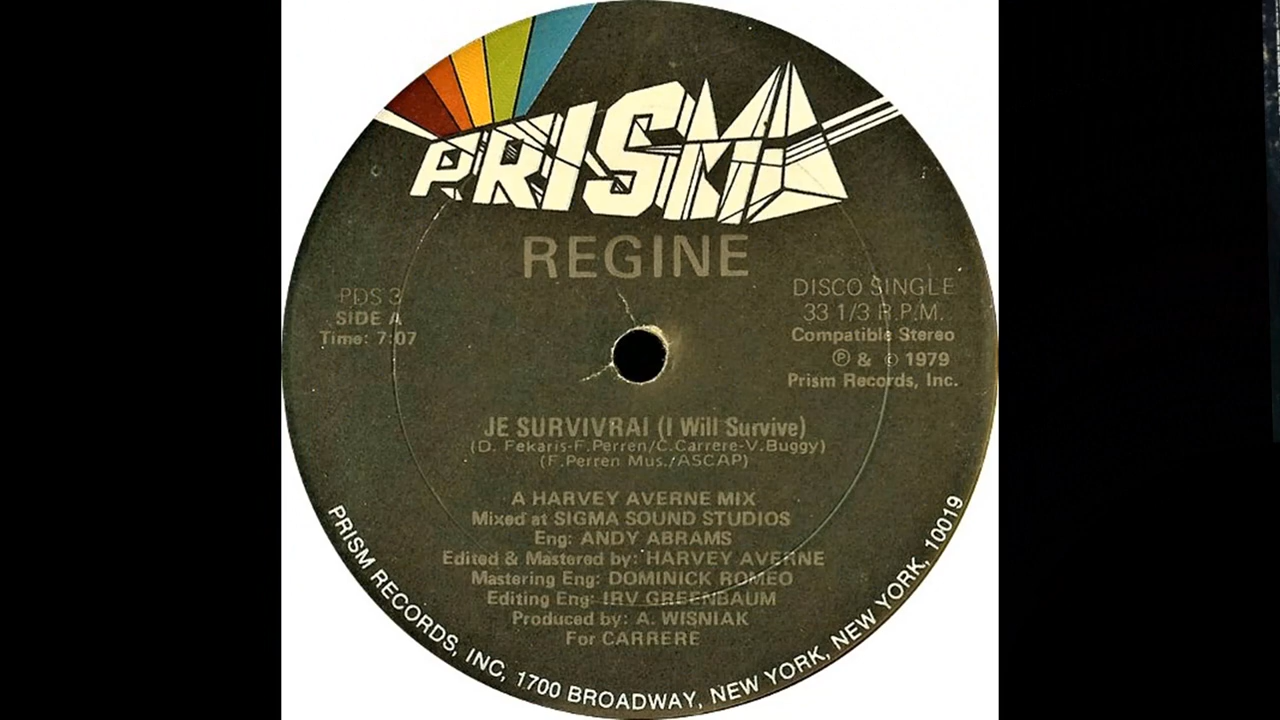 PRISM
REGINE
PDS 3
SIDE A
Time: 7:07
DISCO SINGLE
33 1/3 R.P.M.
Compatible Stereo
Ⓟ & © 1979
Prism Records, Inc.
JE SURVIVRAI (I Will Survive)
(D. Fekaris-F.Perren/C.Carrere-V.Buggy)
(F.Perren Mus./ASCAP)
A HARVEY AVERNE MIX
Mixed at SIGMA SOUND STUDIOS
Eng: ANDY ABRAMS
Edited & Mastered by: HARVEY AVERNE
Mastering Eng: DOMINICK ROMEO
Editing Eng: IRV GREENBAUM
Produced by: A. WISNIAK
For CARRERE
PRISM RECORDS, INC, 1700 BROADWAY, NEW YORK, NEW YORK, 10019